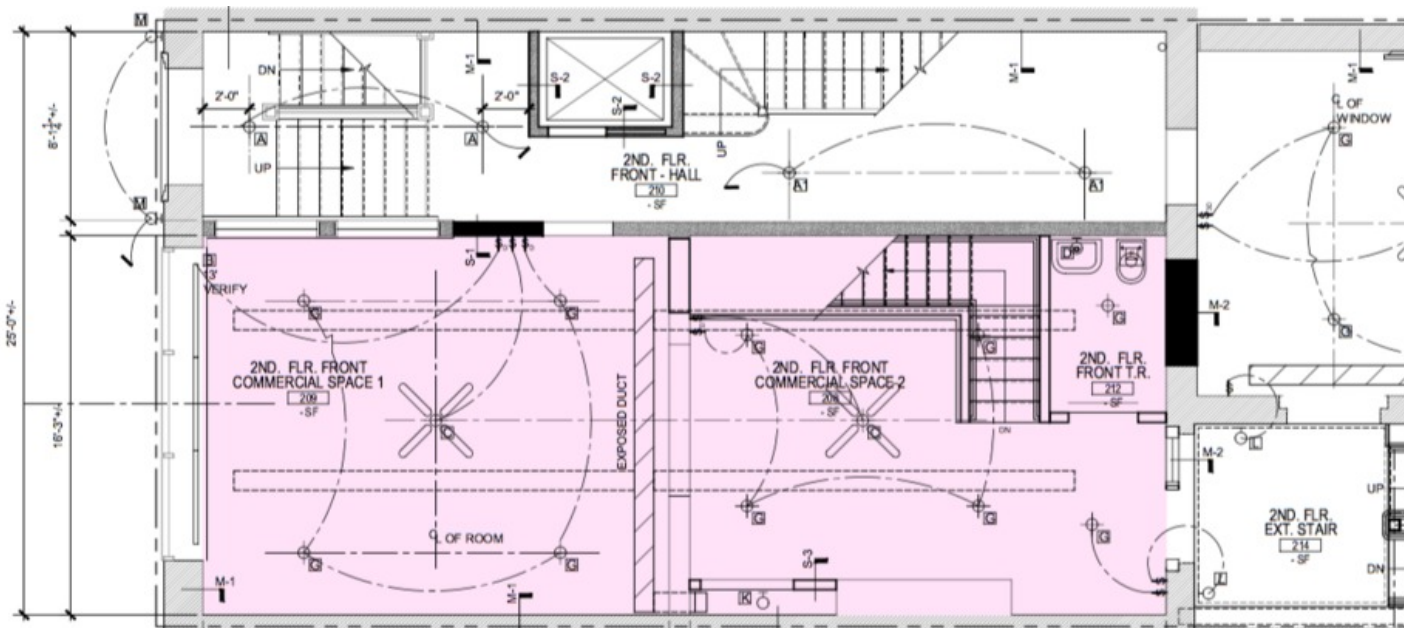 M
M-1
DN
2'-0"
A
UP
8'-1¼"+/-
M
M-1
2'-0"
A
S-2
S-2
S-2
UP
2ND. FLR.
FRONT - HALL
210
- SF
A1
A1
M-1
M-1
℄ OF
WINDOW
G
G
25'-0"+/-
16'-3"+/-
B
3'
VERIFY
S-1
G
G
2ND. FLR. FRONT
COMMERCIAL SPACE 1
209
- SF
C
EXPOSED DUCT
℄ OF ROOM
G
G
M-1
M-1
G
G
2ND. FLR. FRONT
COMMERCIAL SPACE 2
- SF
C
DN
G
G
G
K
S-3
D
G
2ND. FLR.
FRONT T.R.
212
- SF
M-2
M-2
L
2ND. FLR.
EXT. STAIR
214
- SF
UP
DN